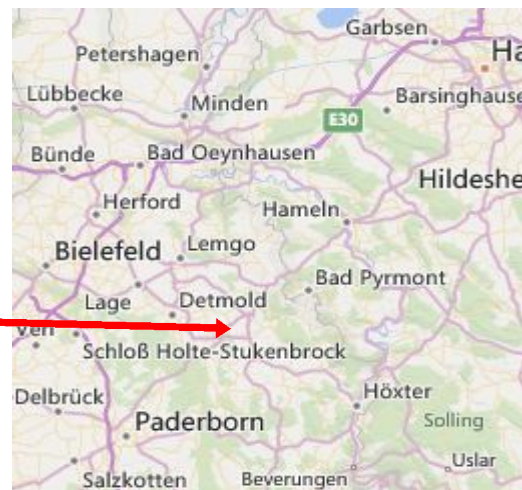 Garbsen
Ha
Petershagen
Lübbecke
Minden
Barsinghause
E30
Bünde
Bad Oeynhausen
Hildeshe
Herford
Hameln
Bielefeld
Lemgo
Bad Pyrmont
Lage
Detmold
Schloß Holte-Stukenbrock
Delbrück
Höxter
Paderborn
Solling
Uslar
Salzkotten
Beverungen